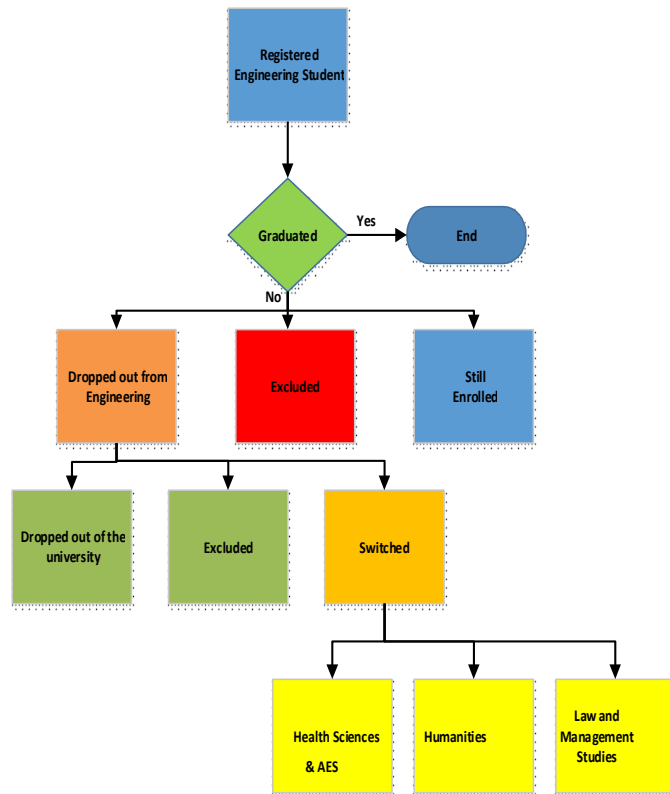 Registered
Engineering Student
Graduated
Yes
End
No
Dropped out from
Engineering
Excluded
Still
Enrolled
Dropped out of the
university
Excluded
Switched
Health Sciences
& AES
Humanities
Law and
Management
Studies